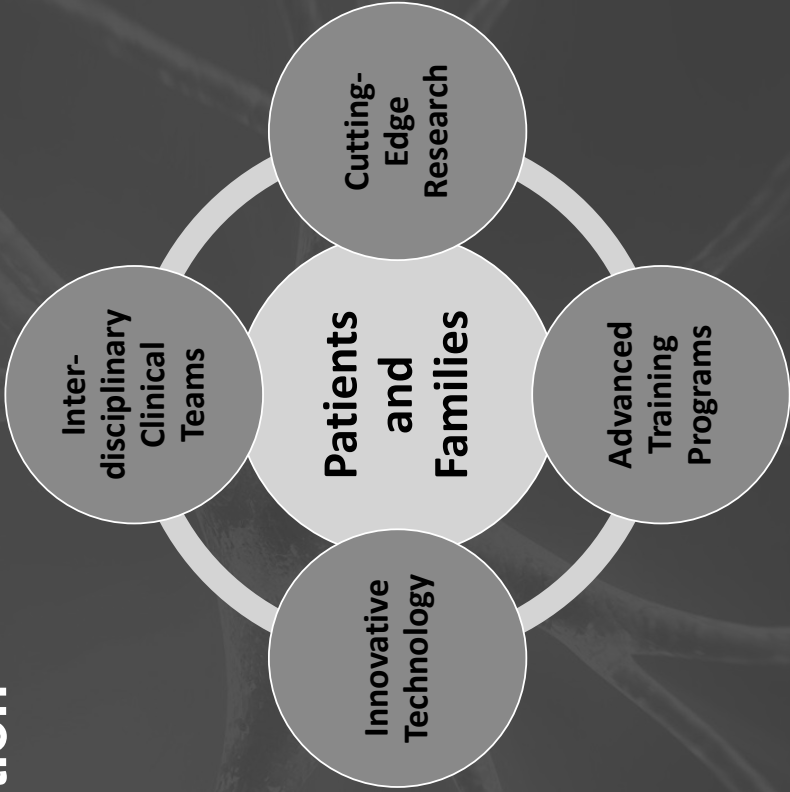 Inter-
disciplinary
Clinical
Teams
Innovative
Technology
Patients
and
Families
Cutting-
Edge
Research
Advanced
Training
Programs